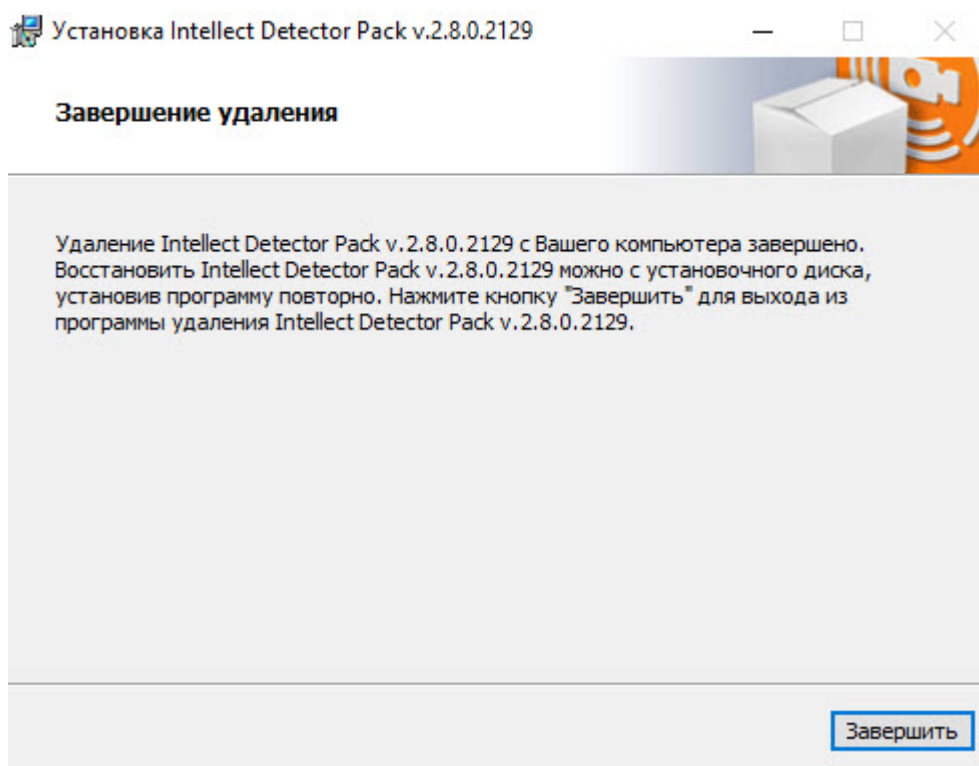 Установка Intellect Detector Pack v.2.8.0.2129
Завершение удаления
Удаление Intellect Detector Pack v.2.8.0.2129 с Вашего компьютера завершено.
Восстановить Intellect Detector Pack v.2.8.0.2129 можно с установочного диска,
установив программу повторно. Нажмите кнопку "Завершить" для выхода из
программы удаления Intellect Detector Pack v.2.8.0.2129.
Завершить